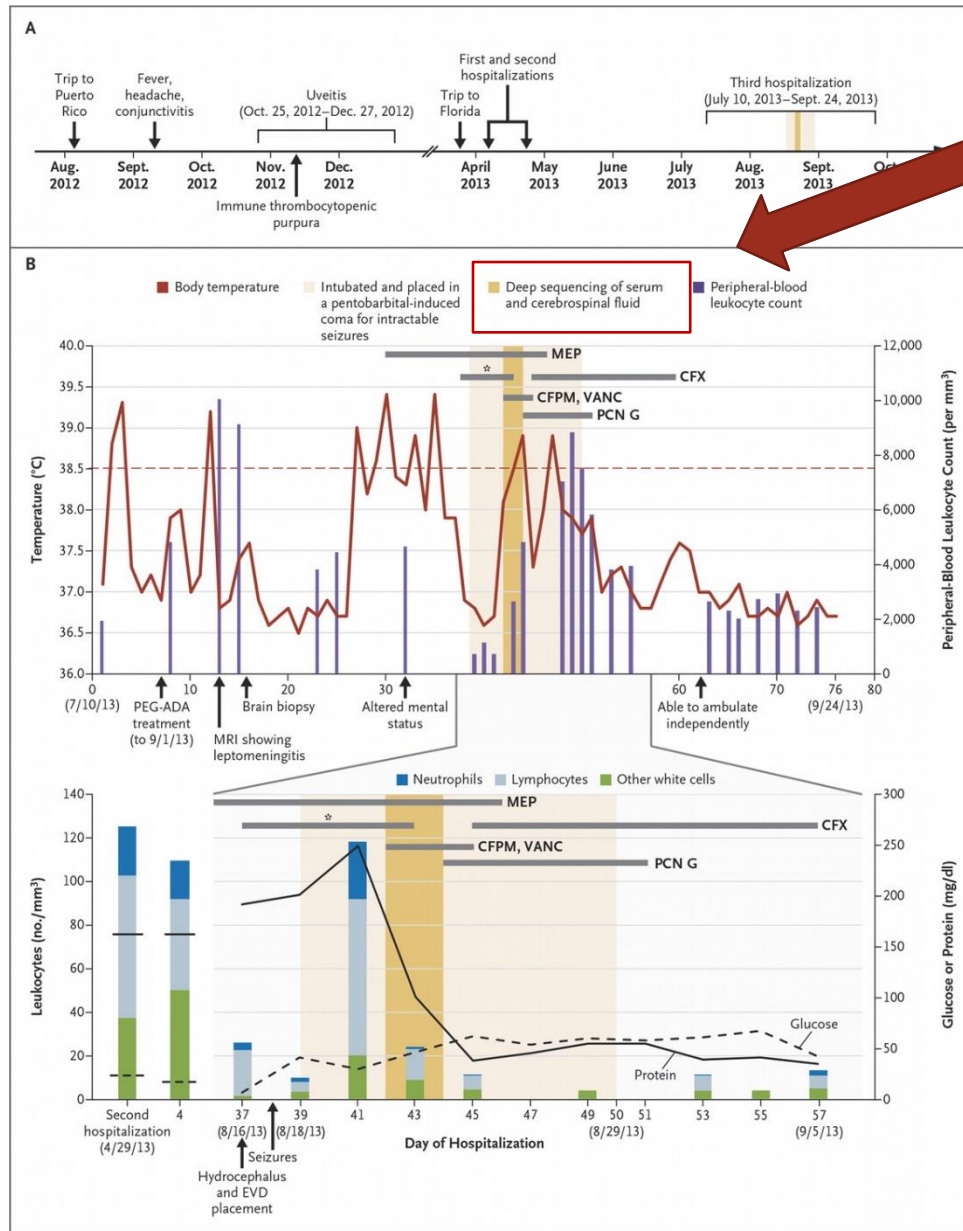 A
Trip to
Puerto
Rico
Fever,
headache,
conjunctivitis
Uveitis
(Oct. 25, 2012–Dec. 27, 2012)
Trip to
Florida
First and second
hospitalizations
Third hospitalization
(July 10, 2013–Sept. 24, 2013)
Aug.
2012
Sept.
2012
Oct.
2012
Nov.
2012
Dec.
2012
April
2013
May
2013
June
2013
July
2013
Aug.
2013
Sept.
2013
Oct.
Immune thrombocytopenic
purpura
B
Body temperature
Intubated and placed in
a pentobarbital-induced
coma for intractable
seizures
Deep sequencing of serum
and cerebrospinal fluid
Peripheral-blood
leukocyte count
Temperature (°C)
40.0
39.5
39.0
38.5
38.0
37.5
37.0
36.5
36.0
MEP
*
CFX
CFPM, VANC
PCN G
12,000
10,000
8,000
6,000
4,000
2,000
0
Peripheral-Blood Leukocyte Count (per mm³)
0 10 20 30 60 70 76 80
(7/10/13) (9/24/13)
PEG-ADA
treatment
(to 9/1/13)
MRI showing
leptomeningitis
Brain biopsy
Altered mental
status
Able to ambulate
independently
Neutrophils Lymphocytes Other white cells
Leukocytes (no./mm³)
140
120
100
80
60
40
20
0
MEP
*
CFX
CFPM, VANC
PCN G
Glucose
Protein
300
250
200
150
100
50
0
Glucose or Protein (mg/dl)
Second
hospitalization
(4/29/13)
4 37 39 41 43 45 47 49 50 51 53 55 57
(8/16/13) (8/18/13) (8/29/13) (9/5/13)
Day of Hospitalization
Seizures
Hydrocephalus
and EVD
placement